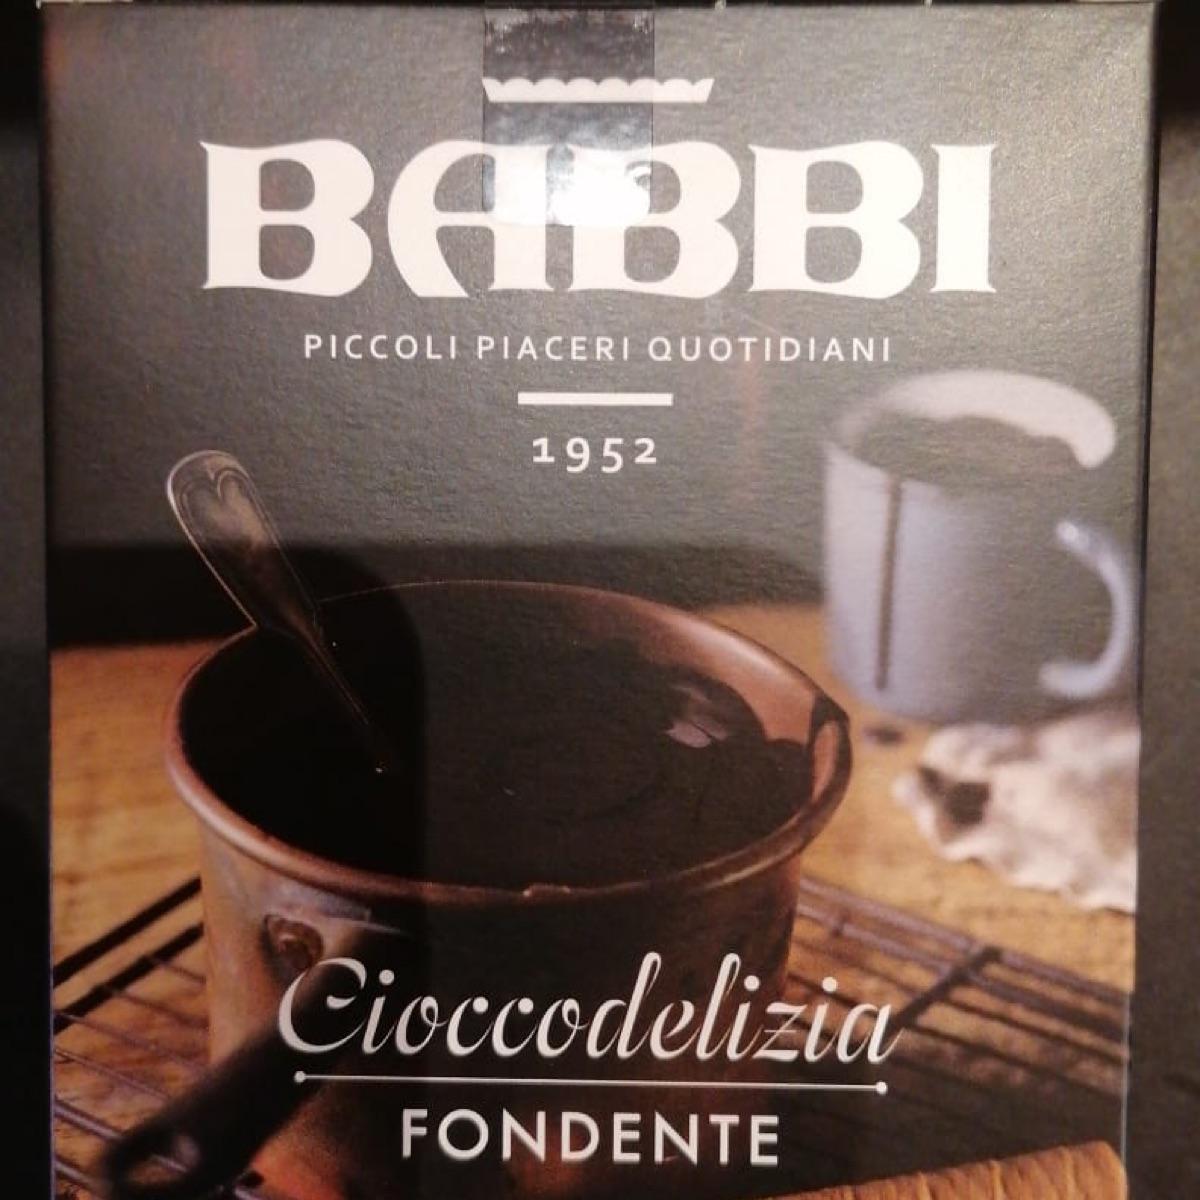 BABBI
PICCOLI PIACERI QUOTIDIANI
1952
Cioccodelizia
FONDENTE